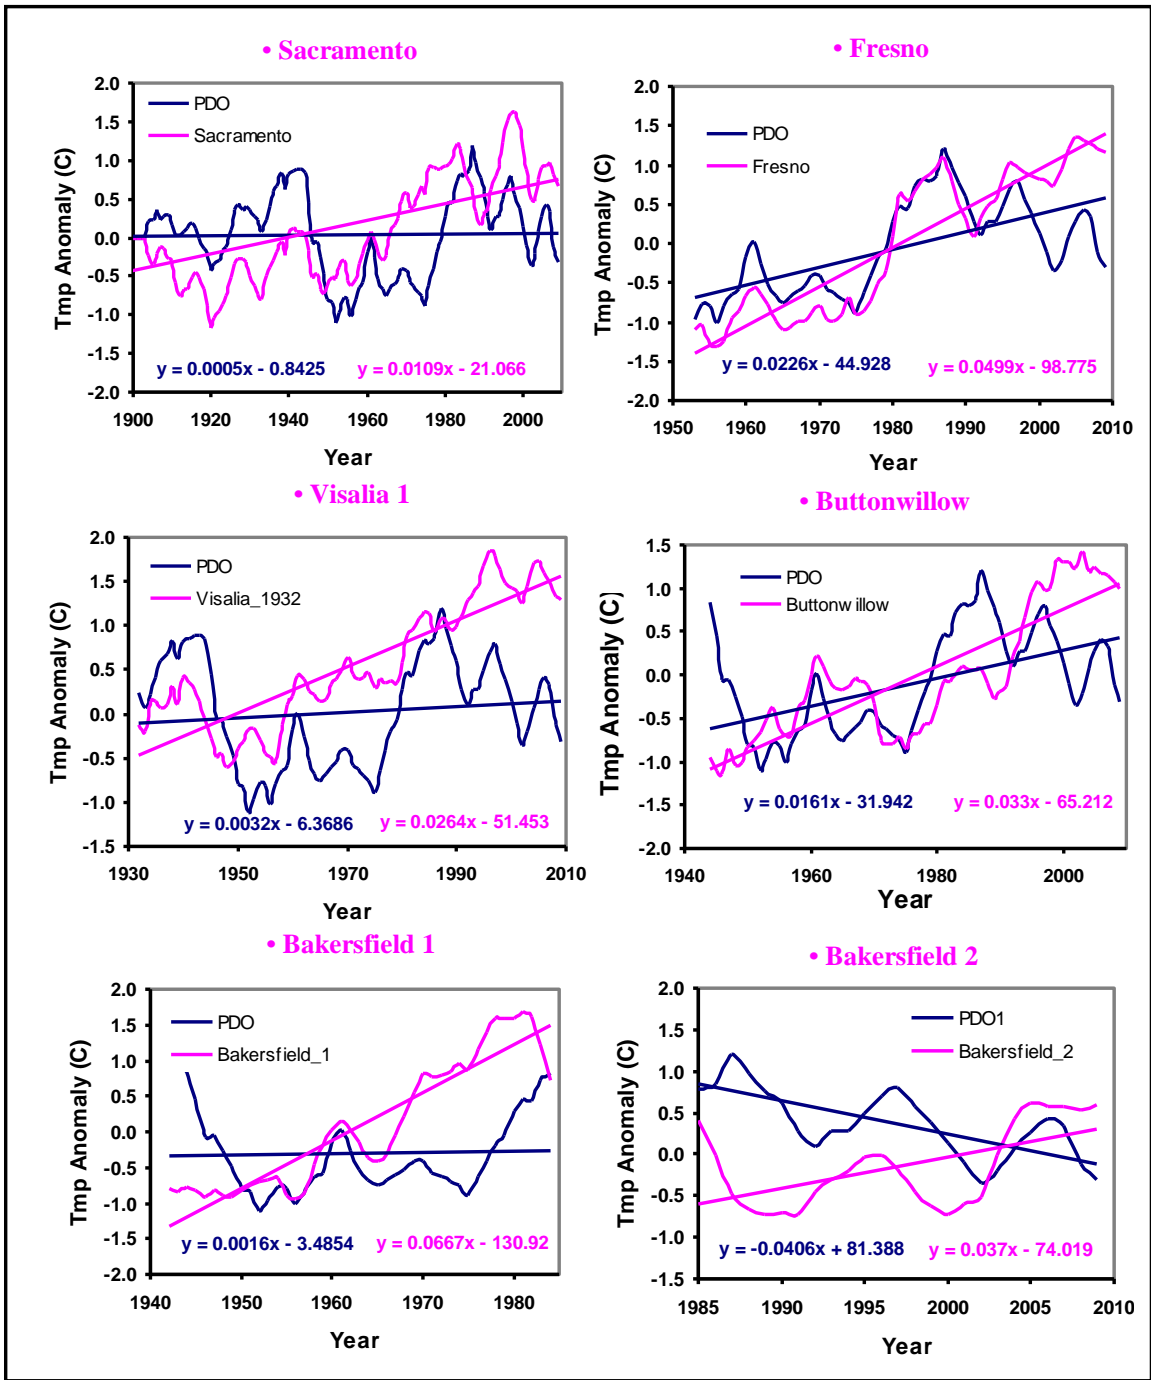 • Sacramento
Tmp Anomaly (C)
2.0
1.5
1.0
0.5
0.0
-0.5
-1.0
-1.5
-2.0
PDO
Sacramento
y = 0.0005x - 0.8425 y = 0.0109x - 21.066
1900 1920 1940 1960 1980 2000
Year
• Fresno
Tmp Anomaly (C)
2.0
1.5
1.0
0.5
0.0
-0.5
-1.0
-1.5
-2.0
PDO
Fresno
y = 0.0226x - 44.928 y = 0.0499x - 98.775
1950 1960 1970 1980 1990 2000 2010
Year
• Visalia 1
Tmp Anomaly (C)
2.0
1.5
1.0
0.5
0.0
-0.5
-1.0
-1.5
PDO
Visalia_1932
y = 0.0032x - 6.3686 y = 0.0264x - 51.453
1930 1950 1970 1990 2010
Year
• Buttonwillow
Tmp Anomaly (C)
1.5
1.0
0.5
0.0
-0.5
-1.0
-1.5
-2.0
PDO
Buttonwillow
y = 0.0161x - 31.942 y = 0.033x - 65.212
1940 1960 1980 2000
Year
• Bakersfield 1
Tmp Anomaly (C)
2.0
1.5
1.0
0.5
0.0
-0.5
-1.0
-1.5
-2.0
PDO
Bakersfield_1
y = 0.0016x - 3.4854 y = 0.0667x - 130.92
1940 1950 1960 1970 1980
Year
• Bakersfield 2
Tmp Anomaly (C)
2.0
1.5
1.0
0.5
0.0
-0.5
-1.0
-1.5
PDO1
Bakersfield_2
y = -0.0406x + 81.388 y = 0.037x - 74.019
1985 1990 1995 2000 2005 2010
Year